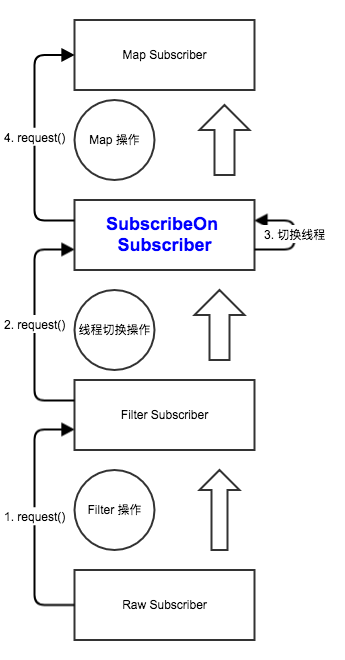 Map Subscriber
4. request()
Map 操作
SubscribeOn
Subscriber
3. 切换线程
2. request()
线程切换操作
Filter Subscriber
1. request()
Filter 操作
Raw Subscriber